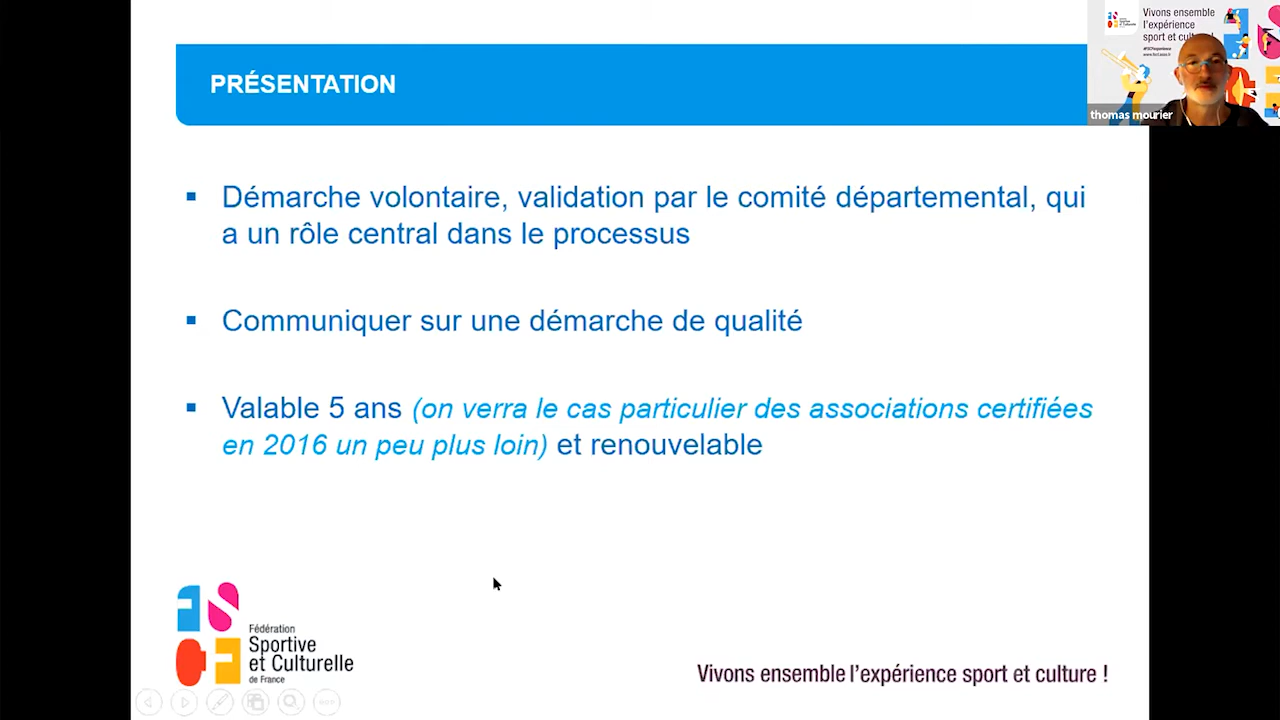 PRÉSENTATION
Démarche volontaire, validation par le comité départemental, qui
a un rôle central dans le processus
Communiquer sur une démarche de qualité
Valable 5 ans (on verra le cas particulier des associations certifiées
en 2016 un peu plus loin) et renouvelable
Fédération
Sportive
et Culturelle
de France
Vivons ensemble l'expérience sport et culture !
Vivons ensemble
l'expérience
thomas mourier